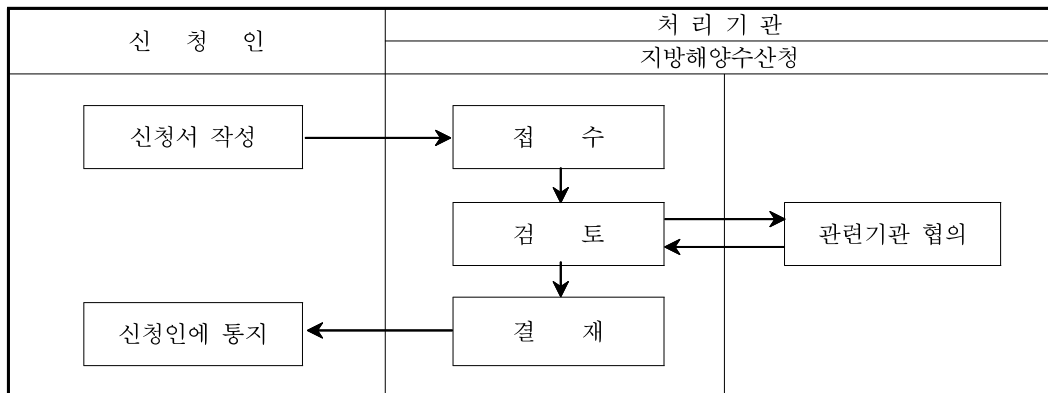 신 청 인
처 리 기 관
지방해양수산청
신청서 작성
접 수
검 토
관련기관 협의
신청인에 통지
결 재